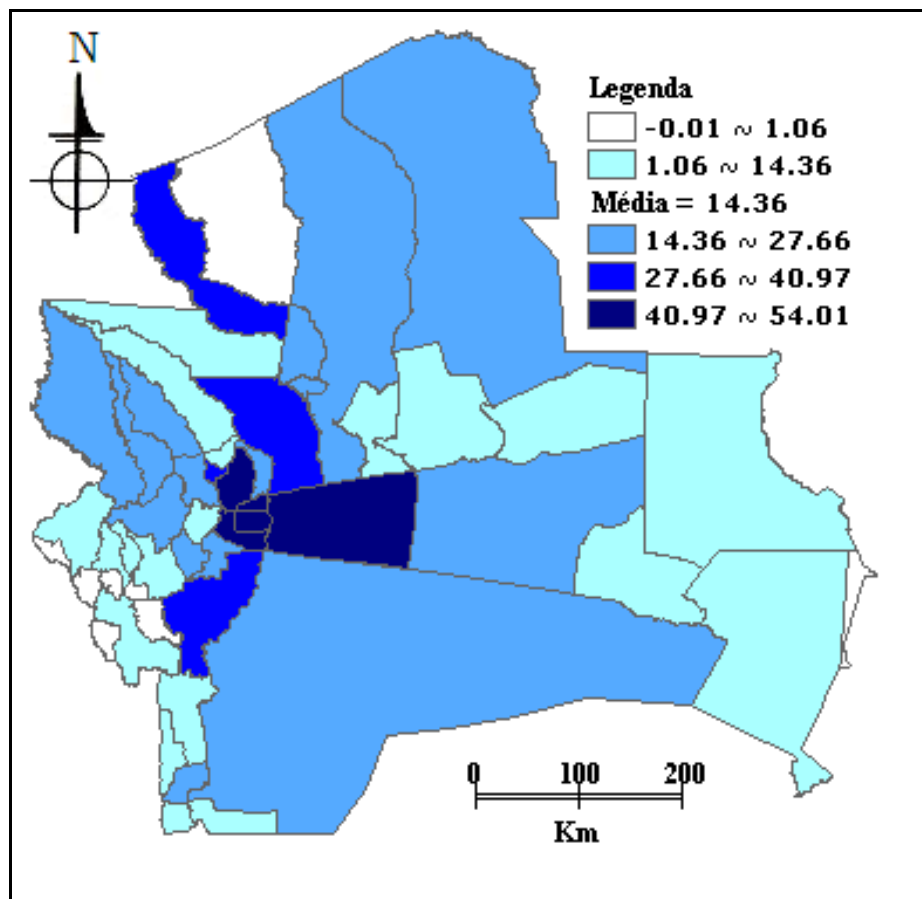 N
Legenda
-0.01 ~ 1.06
1.06 ~ 14.36
Média = 14.36
14.36 ~ 27.66
27.66 ~ 40.97
40.97 ~ 54.01
0 100 200
Km